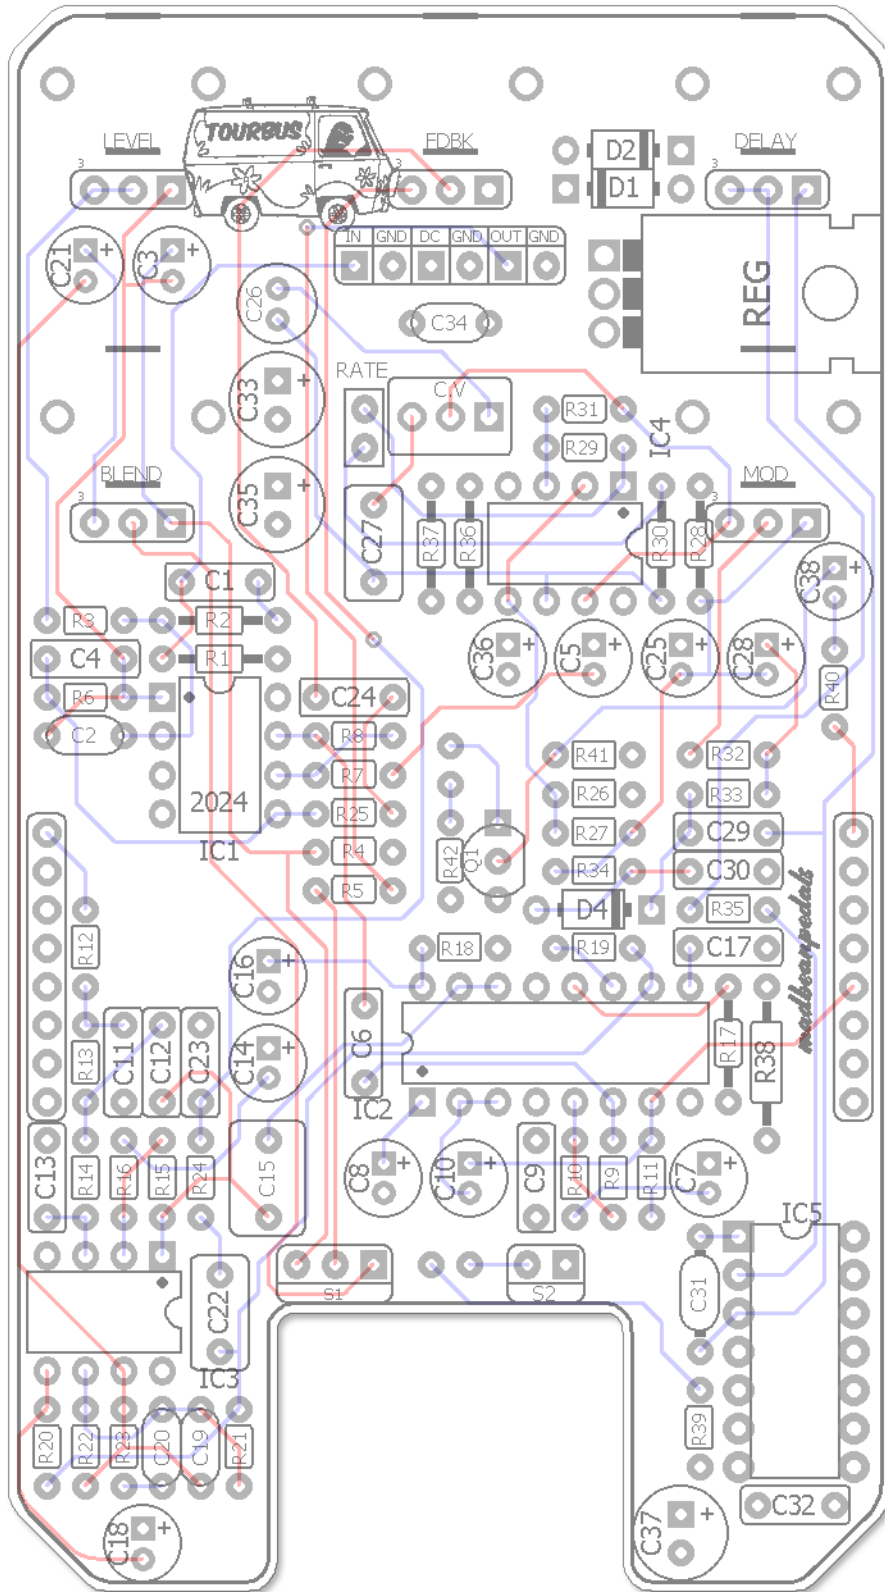 TOURBUS
LEVEL
FDBK
DELAY
D2
D1
3
3
3
IN GND DC GND OUT GND
C21
C3
C26
C34
REG
RATE
C33
C.V
R31
R29
IC4
BLEND
3
C35
C27
R37
R36
R30
R28
MOD
3
C38
C1
R3
R2
C4
R1
C36
C5
C25
C28
R40
R6
C24
C2
R8
R41
R32
R7
2024
R26
R33
R25
R27
C29
IC1
R4
R42
Q1
R34
C30
R5
D4
R35
madbeanpedals
R12
R18
R19
C17
C16
R13
C11
C12
C23
C14
C6
R17
R38
IC2
C13
R14
R16
R15
R24
C15
C8
C10
C9
R10
R9
R11
C7
IC5
S1
S2
C22
C31
IC3
R20
R22
R23
C20
C19
R21
R39
C32
C18
C37